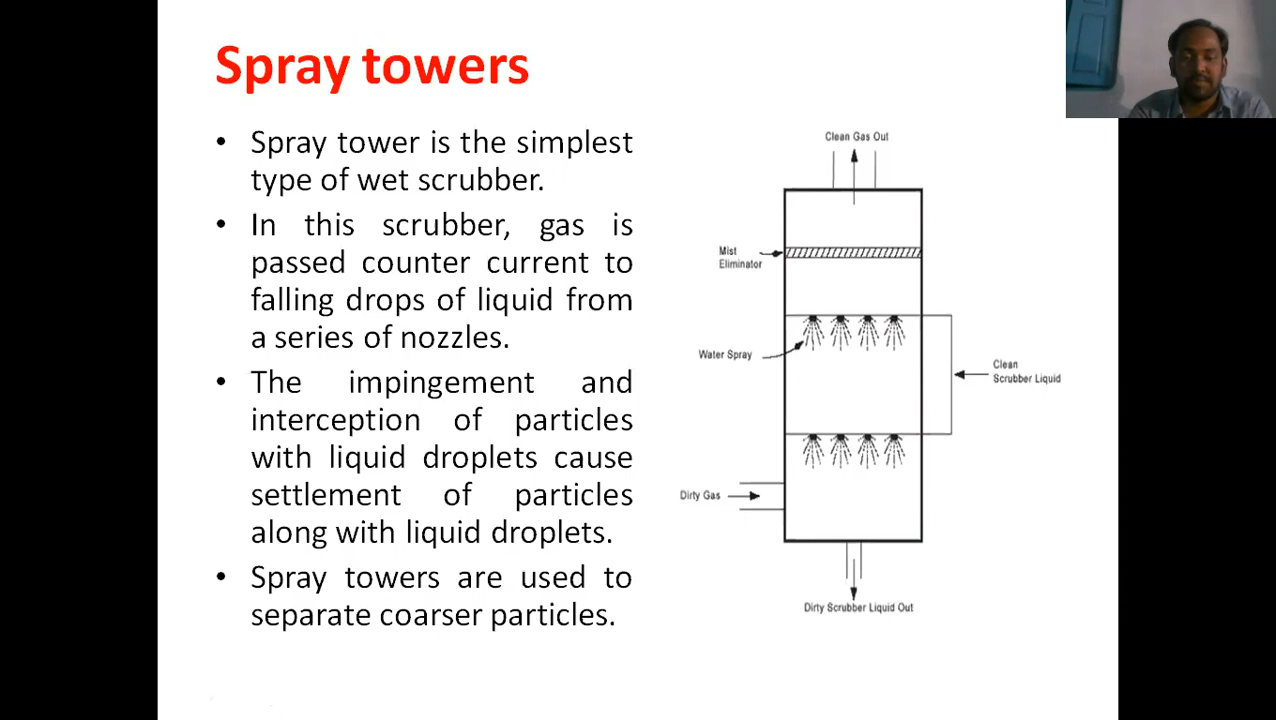 Spray towers
• Spray tower is the simplest
type of wet scrubber.
• In this scrubber, gas is
passed counter current to
falling drops of liquid from
a series of nozzles.
• The impingement and
interception of particles
with liquid droplets cause
settlement of particles
along with liquid droplets.
• Spray towers are used to
separate coarser particles.
Clean Gas Out
Mist
Eliminator
Water Spray
Clean
Scrubber Liquid
Dirty Gas
Dirty Scrubber Liquid Out